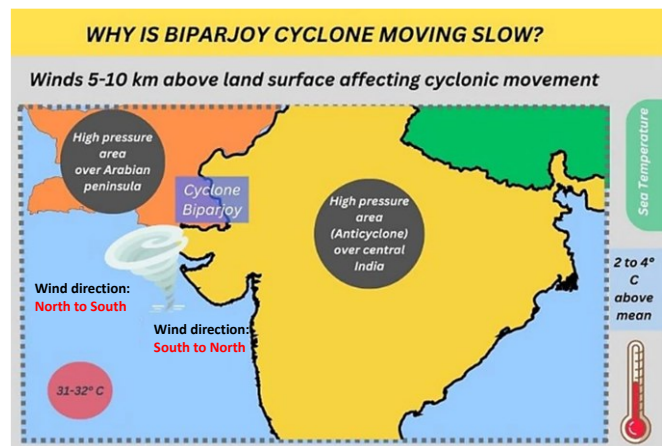 WHY IS BIPARJOY CYCLONE MOVING SLOW?
Winds 5-10 km above land surface affecting cyclonic movement
High pressure
area
over Arabian
peninsula
Cyclone
Biparjoy
High pressure
area
(Anticyclone)
over central
India
Wind direction:
North to South
Wind direction:
South to North
31-32° C
Sea Temperature
2 to 4°
C
above
mean